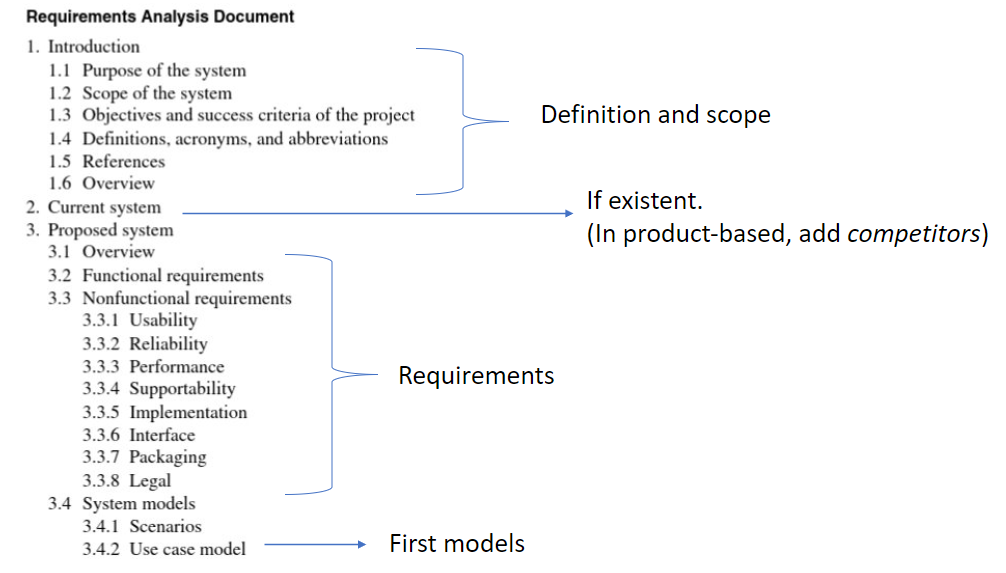 Requirements Analysis Document
1. Introduction
1.1 Purpose of the system
1.2 Scope of the system
1.3 Objectives and success criteria of the project
1.4 Definitions, acronyms, and abbreviations
1.5 References
1.6 Overview
Definition and scope
2. Current system
If existent.
(In product-based, add competitors)
3. Proposed system
3.1 Overview
3.2 Functional requirements
3.3 Nonfunctional requirements
3.3.1 Usability
3.3.2 Reliability
3.3.3 Performance
3.3.4 Supportability
3.3.5 Implementation
3.3.6 Interface
3.3.7 Packaging
3.3.8 Legal
Requirements
3.4 System models
3.4.1 Scenarios
3.4.2 Use case model
First models